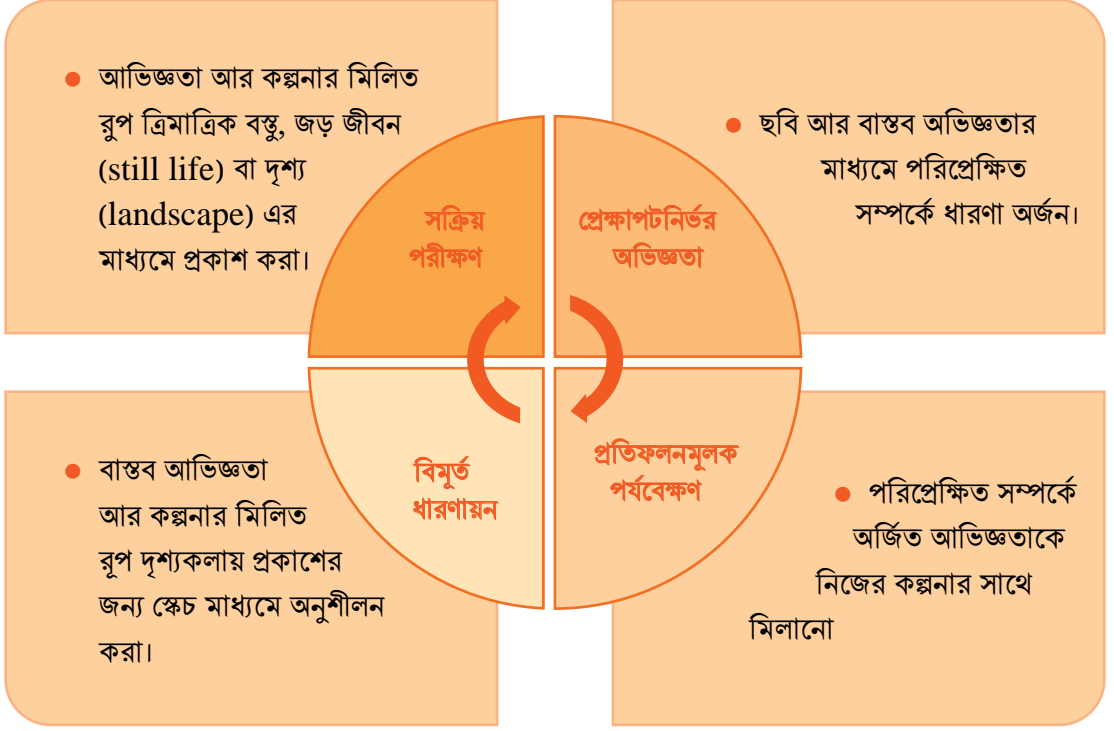 আভিজ্ঞতা আর কল্পনার মিলিত
রুপ ত্রিমাত্রিক বস্তু, জড় জীবন
(still life) বা দৃশ্য
(landscape) এর
মাধ্যমে প্রকাশ করা।
ছবি আর বাস্তব অভিজ্ঞতার
মাধ্যমে পরিপ্রেক্ষিত
সম্পর্কে ধারণা অর্জন।
সক্রিয়
পরীক্ষণ
প্রেক্ষাপটনির্ভর
অভিজ্ঞতা
বিমূর্ত
ধারণায়ন
প্রতিফলনমূলক
পর্যবেক্ষণ
বাস্তব আভিজ্ঞতা
আর কল্পনার মিলিত
রূপ দৃশ্যকলায় প্রকাশের
জন্য স্কেচ মাধ্যমে অনুশীলন
করা।
পরিপ্রেক্ষিত সম্পর্কে
অর্জিত আভিজ্ঞতাকে
নিজের কল্পনার সাথে
মিলানো